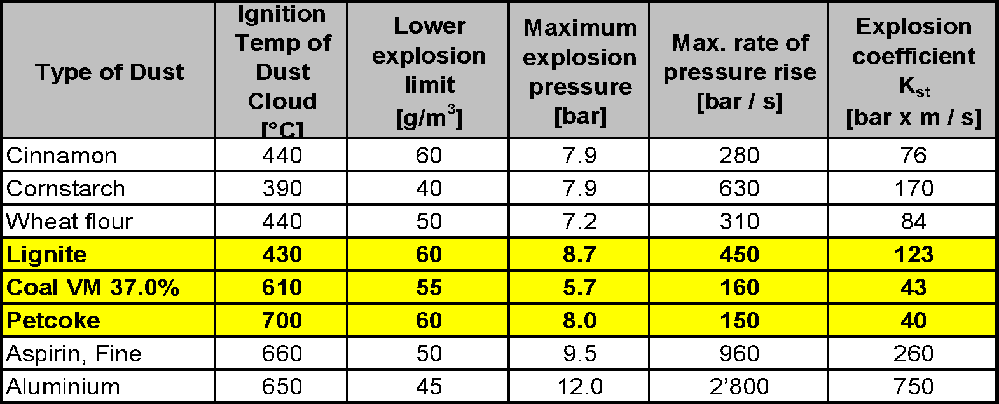 Type of Dust
Ignition
Temp of
Dust
Cloud
[°C]
Lower
explosion
limit
[g/m³]
Maximum
explosion
pressure
[bar]
Max. rate of
pressure rise
[bar / s]
Explosion
coefficient
Kst
[bar x m / s]
Cinnamon 440 60 7.9 280 76
Cornstarch 390 40 7.9 630 170
Wheat flour 440 50 7.2 310 84
Lignite 430 60 8.7 450 123
Coal VM 37.0% 610 55 5.7 160 43
Petcoke 700 60 8.0 150 40
Aspirin, Fine 660 50 9.5 960 260
Aluminium 650 45 12.0 2’800 750